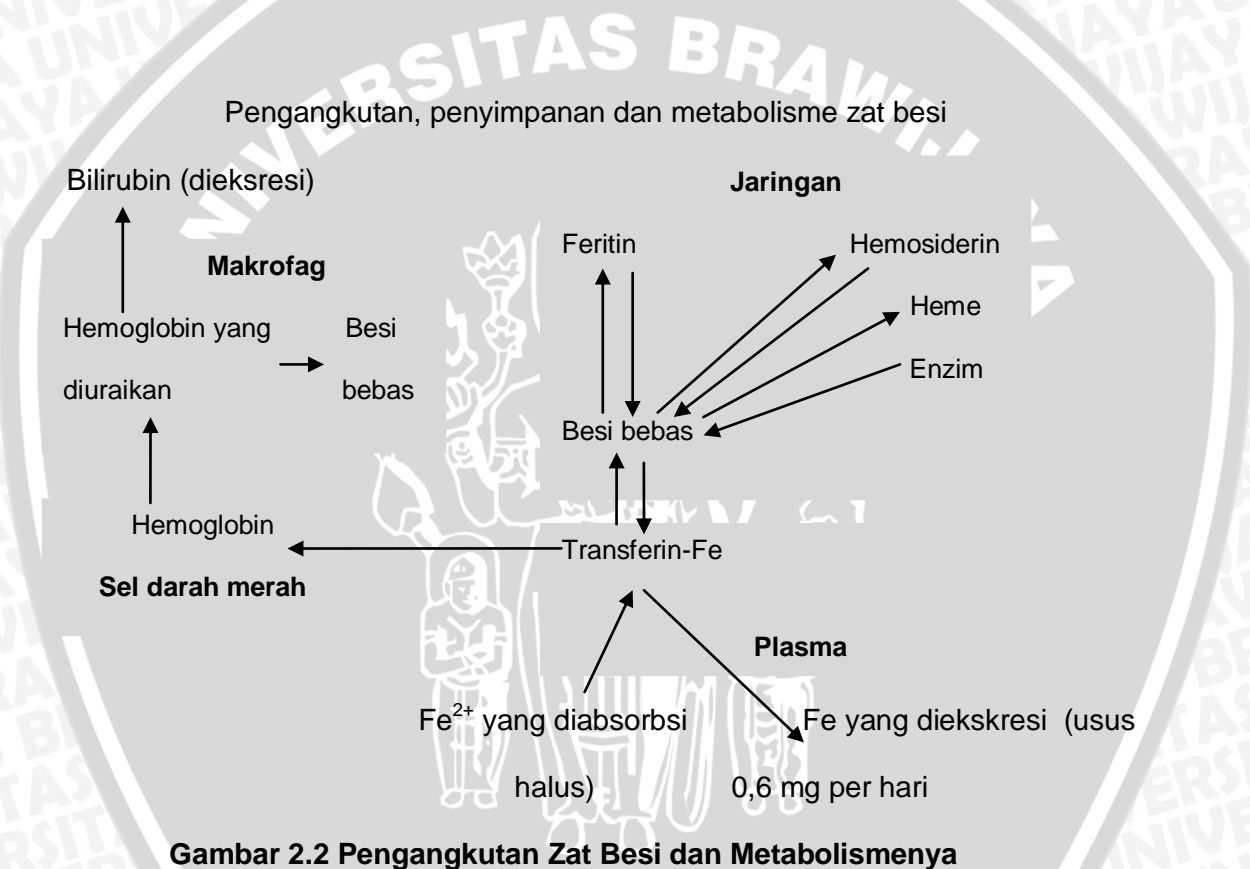 UNIVERSITAS BRAWIJAYA
Pengangkutan, penyimpanan dan metabolisme zat besi
Bilirubin (dieksresi)
Jaringan
Feritin
Hemosiderin
Makrofag
Heme
Hemoglobin yang
Besi
Enzim
diuraikan
bebas
Besi bebas
Hemoglobin
Transferin-Fe
Sel darah merah
Plasma
Fe²⁺ yang diabsorbsi
Fe yang diekskresi (usus
halus)
0,6 mg per hari
Gambar 2.2 Pengangkutan Zat Besi dan Metabolismenya